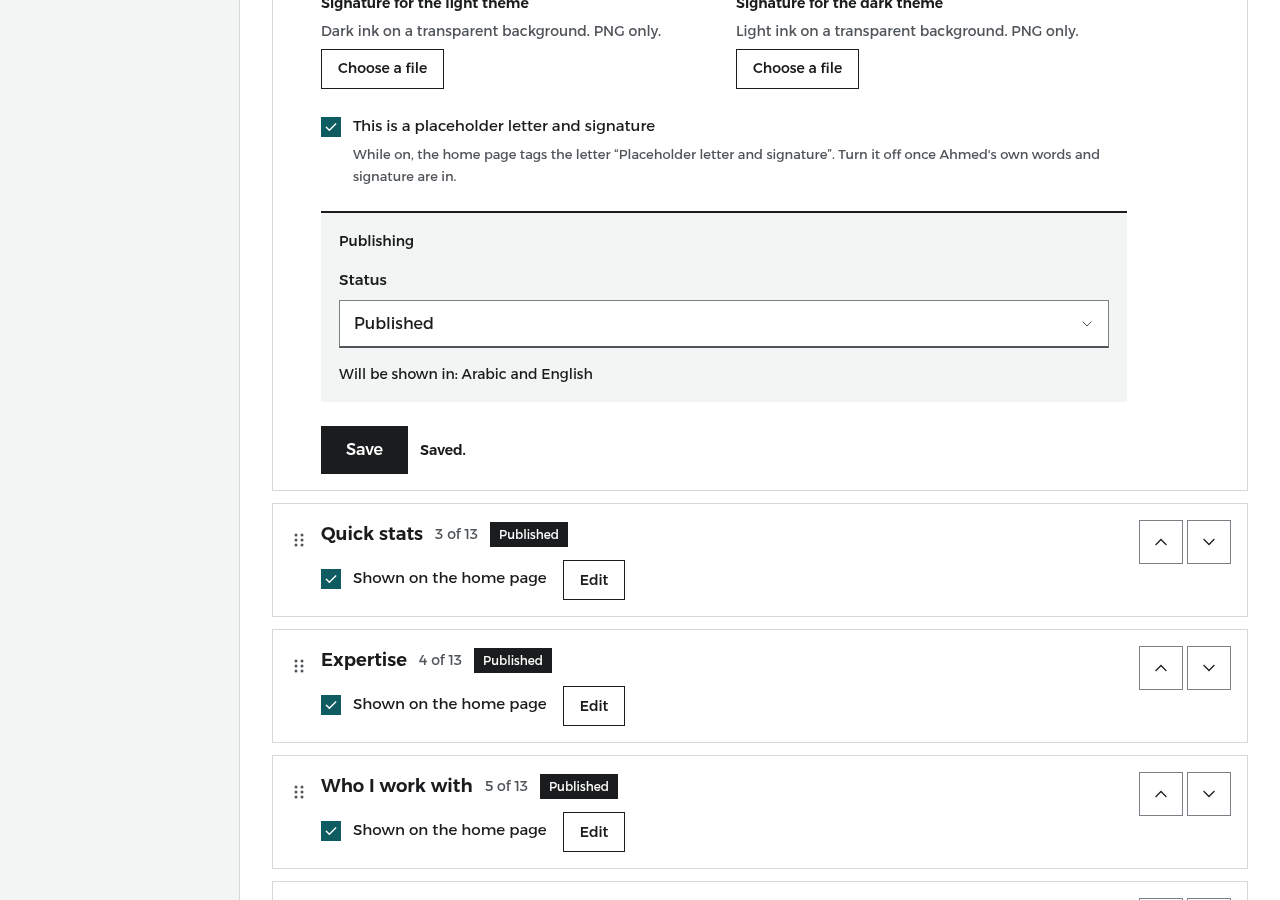 Signature for the light theme
Signature for the dark theme
Dark ink on a transparent background. PNG only.
Light ink on a transparent background. PNG only.
Choose a file
Choose a file
This is a placeholder letter and signature
While on, the home page tags the letter “Placeholder letter and signature”. Turn it off once Ahmed's own words and
signature are in.
Publishing
Status
Published
Will be shown in: Arabic and English
Save
Saved.
Quick stats 3 of 13 Published
Shown on the home page Edit
Expertise 4 of 13 Published
Shown on the home page Edit
Who I work with 5 of 13 Published
Shown on the home page Edit